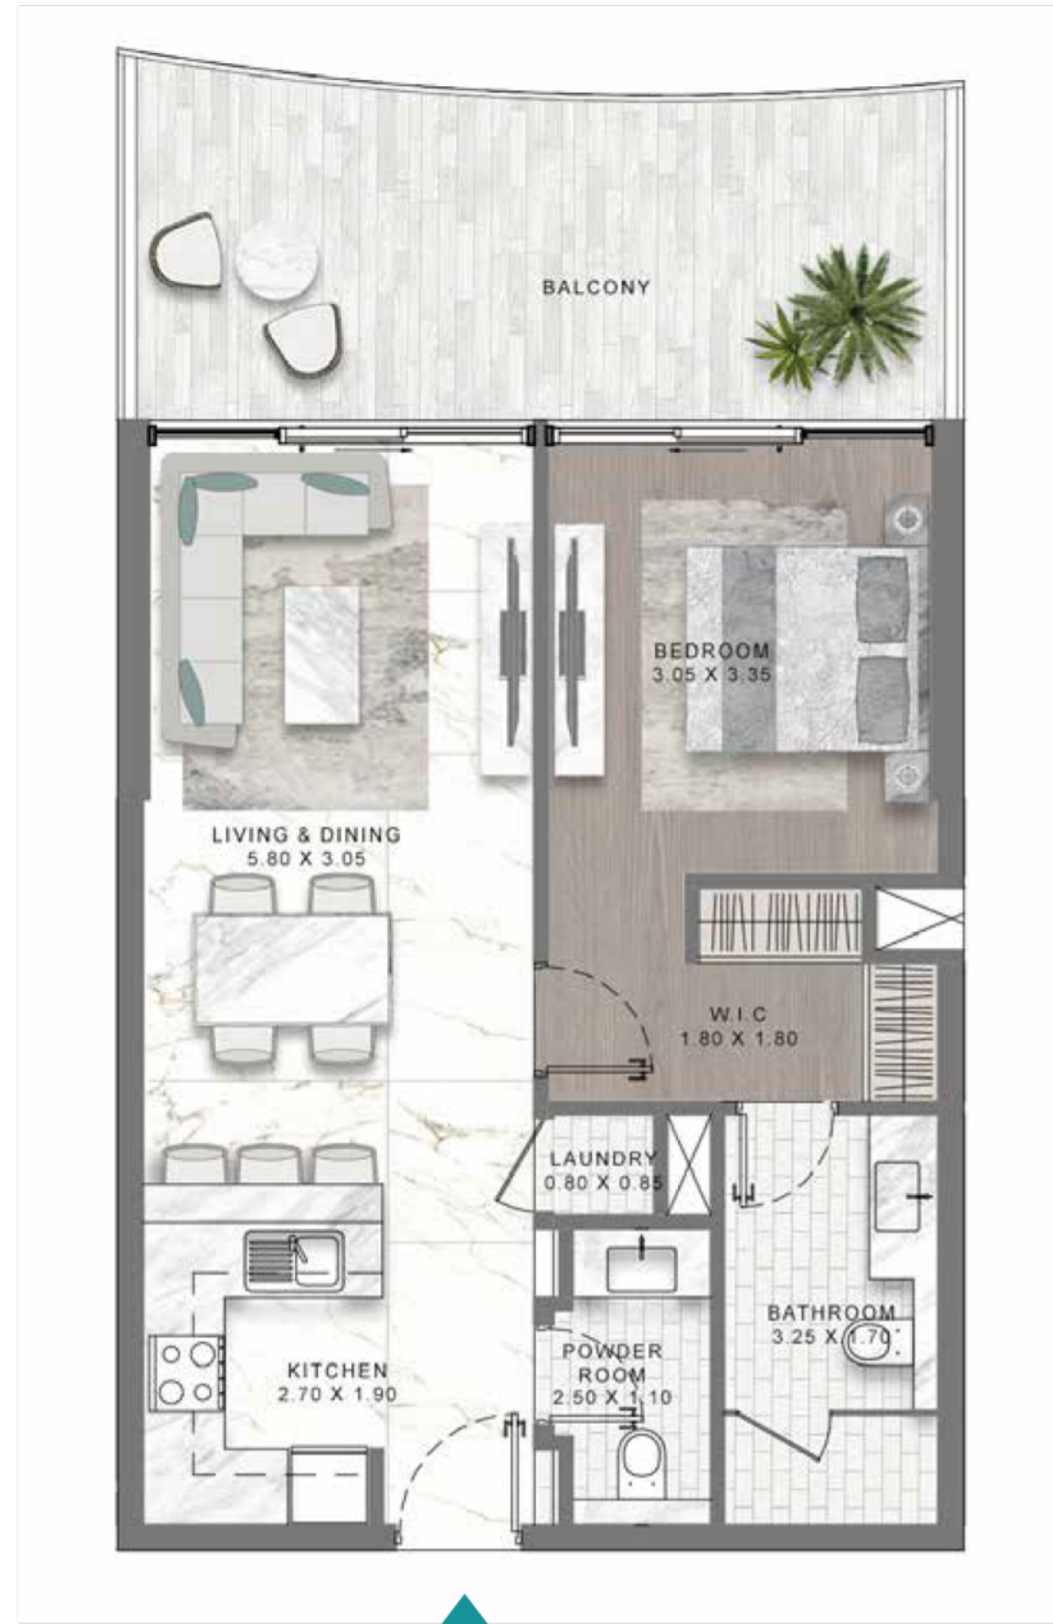 BALCONY
BEDROOM
3.05 X 3.35
LIVING & DINING
5.80 X 3.05
W.I.C
1.80 X 1.80
LAUNDRY
0.80 X 0.85
BATHROOM
3.25 X 1.70
POWDER
ROOM
2.50 X 1.10
KITCHEN
2.70 X 1.90